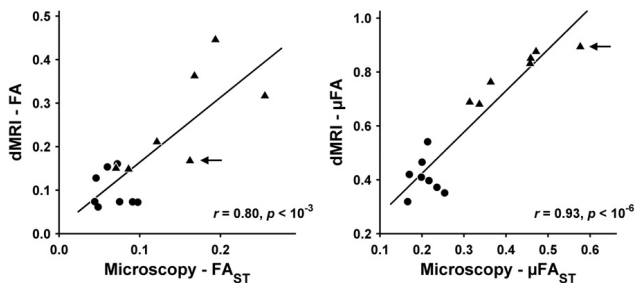 0.5
0.4
0.3
0.2
0.1
0.0
dMRI - FA
0.0 0.1 0.2
Microscopy - FA_ST
r = 0.80, p < 10^-3
1.0
0.8
0.6
0.4
0.2
dMRI - µFA
0.1 0.2 0.3 0.4 0.5 0.6
Microscopy - µFA_ST
r = 0.93, p < 10^-6